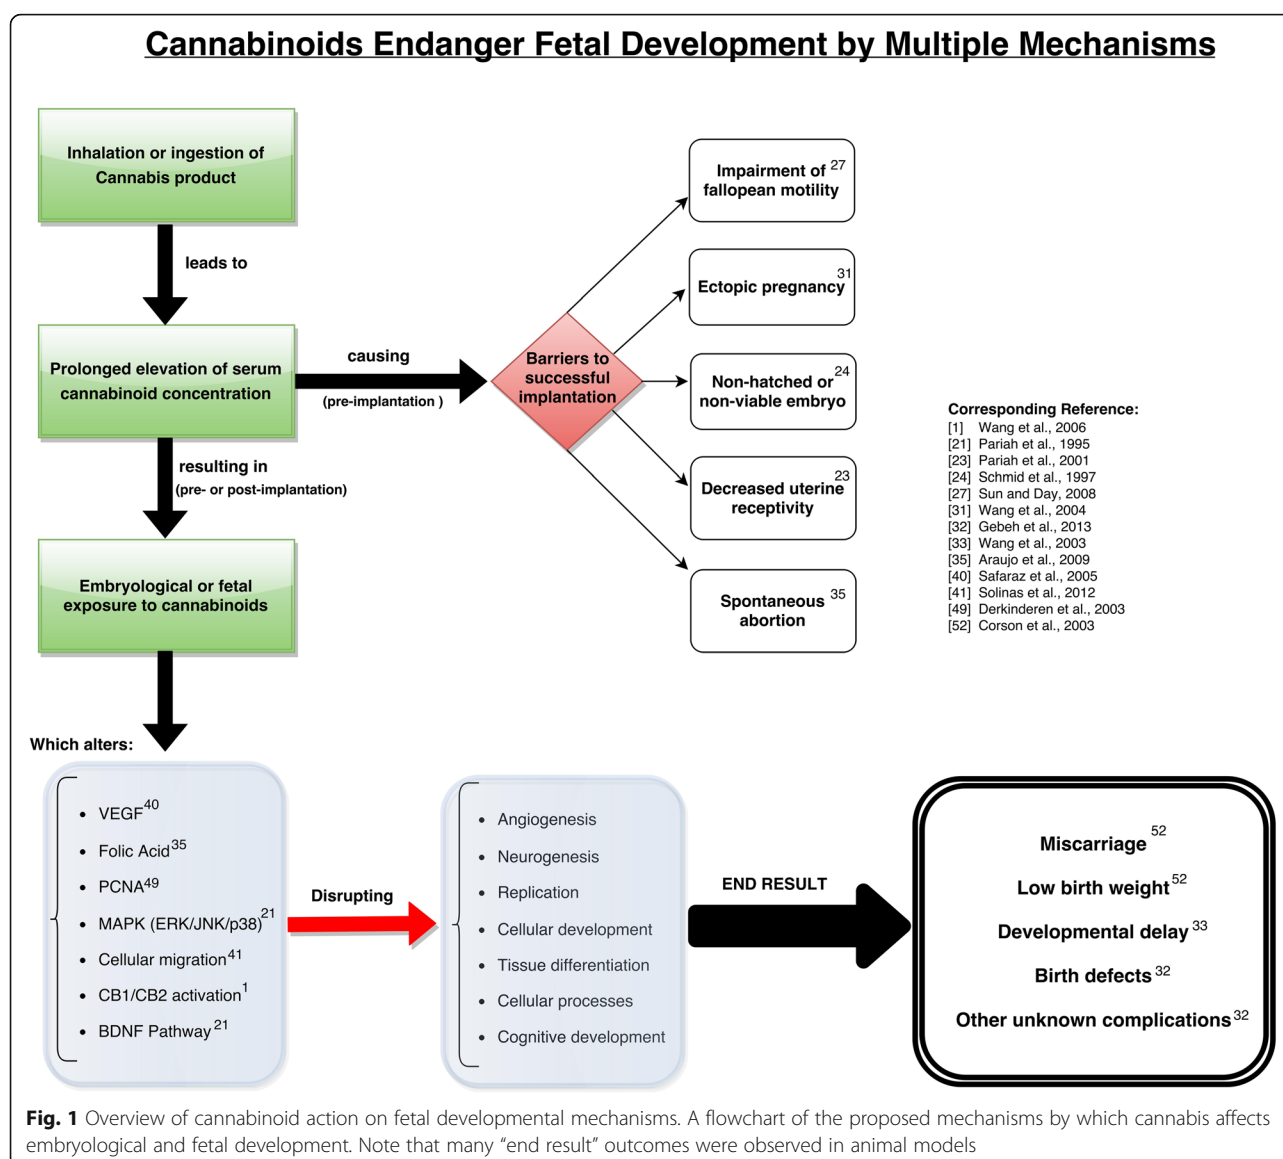 Cannabinoids Endanger Fetal Development by Multiple Mechanisms
Inhalation or ingestion of
Cannabis product
leads to
Prolonged elevation of serum
cannabinoid concentration
causing
(pre-implantation )
Barriers to
successful
implantation
Impairment of 27
fallopean motility
Ectopic pregnancy 31
Non-hatched or 24
non-viable embryo
Decreased uterine 23
receptivity
Spontaneous 35
abortion
resulting in
(pre- or post-implantation)
Embryological or fetal
exposure to cannabinoids
Corresponding Reference:
[1] Wang et al., 2006
[21] Pariah et al., 1995
[23] Pariah et al., 2001
[24] Schmid et al., 1997
[27] Sun and Day, 2008
[31] Wang et al., 2004
[32] Gebeh et al., 2013
[33] Wang et al., 2003
[35] Araujo et al., 2009
[40] Safaraz et al., 2005
[41] Solinas et al., 2012
[49] Derkinderen et al., 2003
[52] Corson et al., 2003
Which alters:
• VEGF40
• Folic Acid35
• PCNA49
• MAPK (ERK/JNK/p38)21
• Cellular migration41
• CB1/CB2 activation1
• BDNF Pathway21
Disrupting
• Angiogenesis
• Neurogenesis
• Replication
• Cellular development
• Tissue differentiation
• Cellular processes
• Cognitive development
END RESULT
Miscarriage 52
Low birth weight52
Developmental delay 33
Birth defects 32
Other unknown complications32
Fig. 1 Overview of cannabinoid action on fetal developmental mechanisms. A flowchart of the proposed mechanisms by which cannabis affects
embryological and fetal development. Note that many “end result” outcomes were observed in animal models